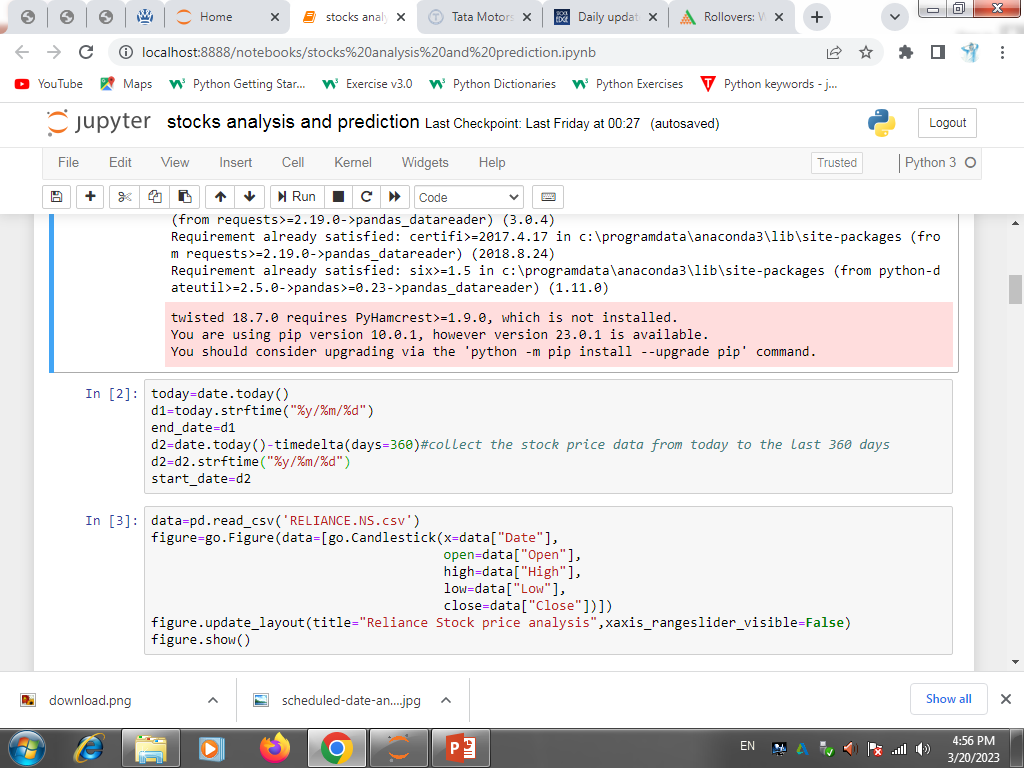 Home
stocks analy
Tata Motors
Daily updat
Rollovers: W
localhost:8888/notebooks/stocks%20analysis%20and%20prediction.ipynb
YouTube Maps Python Getting Star... Exercise v3.0 Python Dictionaries Python Exercises Python keywords - j...
jupyter stocks analysis and prediction Last Checkpoint: Last Friday at 00:27 (autosaved) Logout
File Edit View Insert Cell Kernel Widgets Help Trusted Python 3
Run Code
(from requests>=2.19.0->pandas_datareader) (3.0.4)
Requirement already satisfied: certifi>=2017.4.17 in c:\programdata\anaconda3\lib\site-packages (fro
m requests>=2.19.0->pandas_datareader) (2018.8.24)
Requirement already satisfied: six>=1.5 in c:\programdata\anaconda3\lib\site-packages (from python-d
ateutil>=2.5.0->pandas>=0.23->pandas_datareader) (1.11.0)
twisted 18.7.0 requires PyHamcrest>=1.9.0, which is not installed.
You are using pip version 10.0.1, however version 23.0.1 is available.
You should consider upgrading via the 'python -m pip install --upgrade pip' command.
In [2]: today=date.today()
d1=today.strftime("%y/%m/%d")
end_date=d1
d2=date.today()-timedelta(days=360)#collect the stock price data from today to the last 360 days
d2=d2.strftime("%y/%m/%d")
start_date=d2
In [3]: data=pd.read_csv('RELIANCE.NS.csv')
figure=go.Figure(data=[go.Candlestick(x=data["Date"],
open=data["Open"],
high=data["High"],
low=data["Low"],
close=data["Close"])])
figure.update_layout(title="Reliance Stock price analysis",xaxis_rangeslider_visible=False)
figure.show()
download.png scheduled-date-an....jpg Show all
EN 4:56 PM
3/20/2023